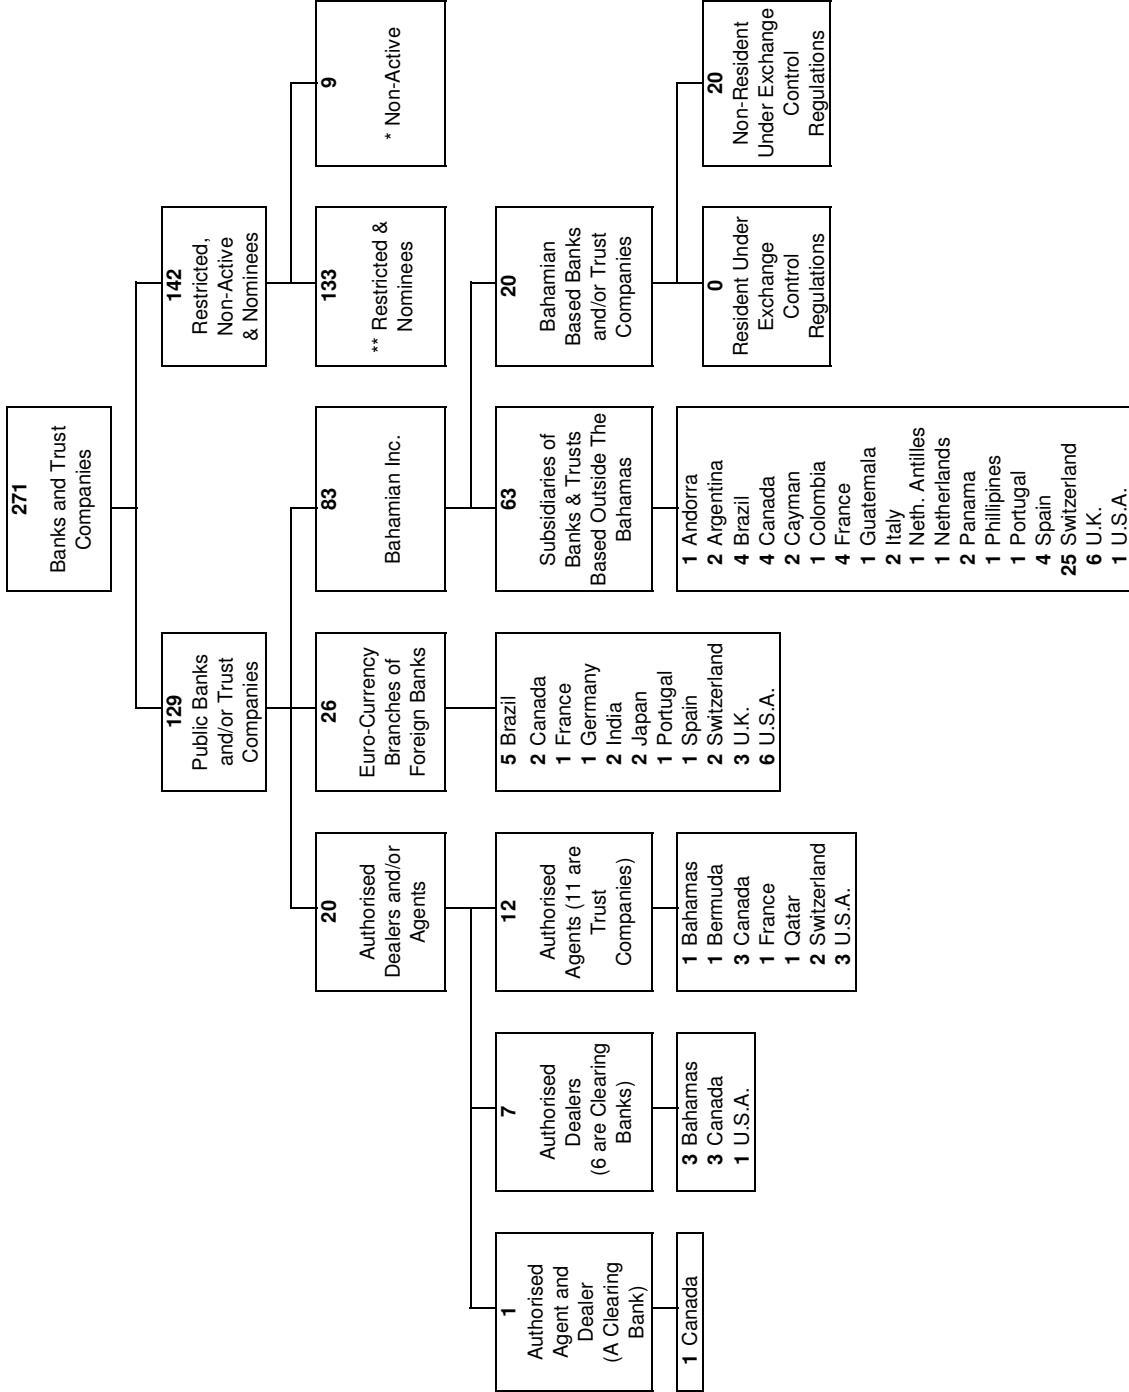 271
Banks and Trust
Companies
129
Public Banks
and/or Trust
Companies
142
Restricted,
Non-Active
& Nominees
20
Authorised
Dealers and/or
Agents
26
Euro-Currency
Branches of
Foreign Banks
83
Bahamian Inc.
133
** Restricted &
Nominees
9
* Non-Active
1
Authorised
Agent and
Dealer
(A Clearing
Bank)
7
Authorised
Dealers
(6 are Clearing
Banks)
12
Authorised
Agents (11 are
Trust
Companies)
5 Brazil
2 Canada
1 France
1 Germany
2 India
2 Japan
1 Portugal
1 Spain
2 Switzerland
3 U.K.
6 U.S.A.
63
Subsidiaries of
Banks & Trusts
Based Outside The
Bahamas
20
Bahamian
Based Banks
and/or Trust
Companies
1 Canada
3 Bahamas
3 Canada
1 U.S.A.
1 Bahamas
1 Bermuda
3 Canada
1 France
1 Qatar
2 Switzerland
3 U.S.A.
1 Andorra
2 Argentina
4 Brazil
4 Canada
2 Cayman
1 Colombia
4 France
1 Guatemala
2 Italy
1 Neth. Antilles
1 Netherlands
2 Panama
1 Phillipines
1 Portugal
4 Spain
25 Switzerland
6 U.K.
1 U.S.A.
0
Resident Under
Exchange
Control
Regulations
20
Non-Resident
Under Exchange
Control
Regulations